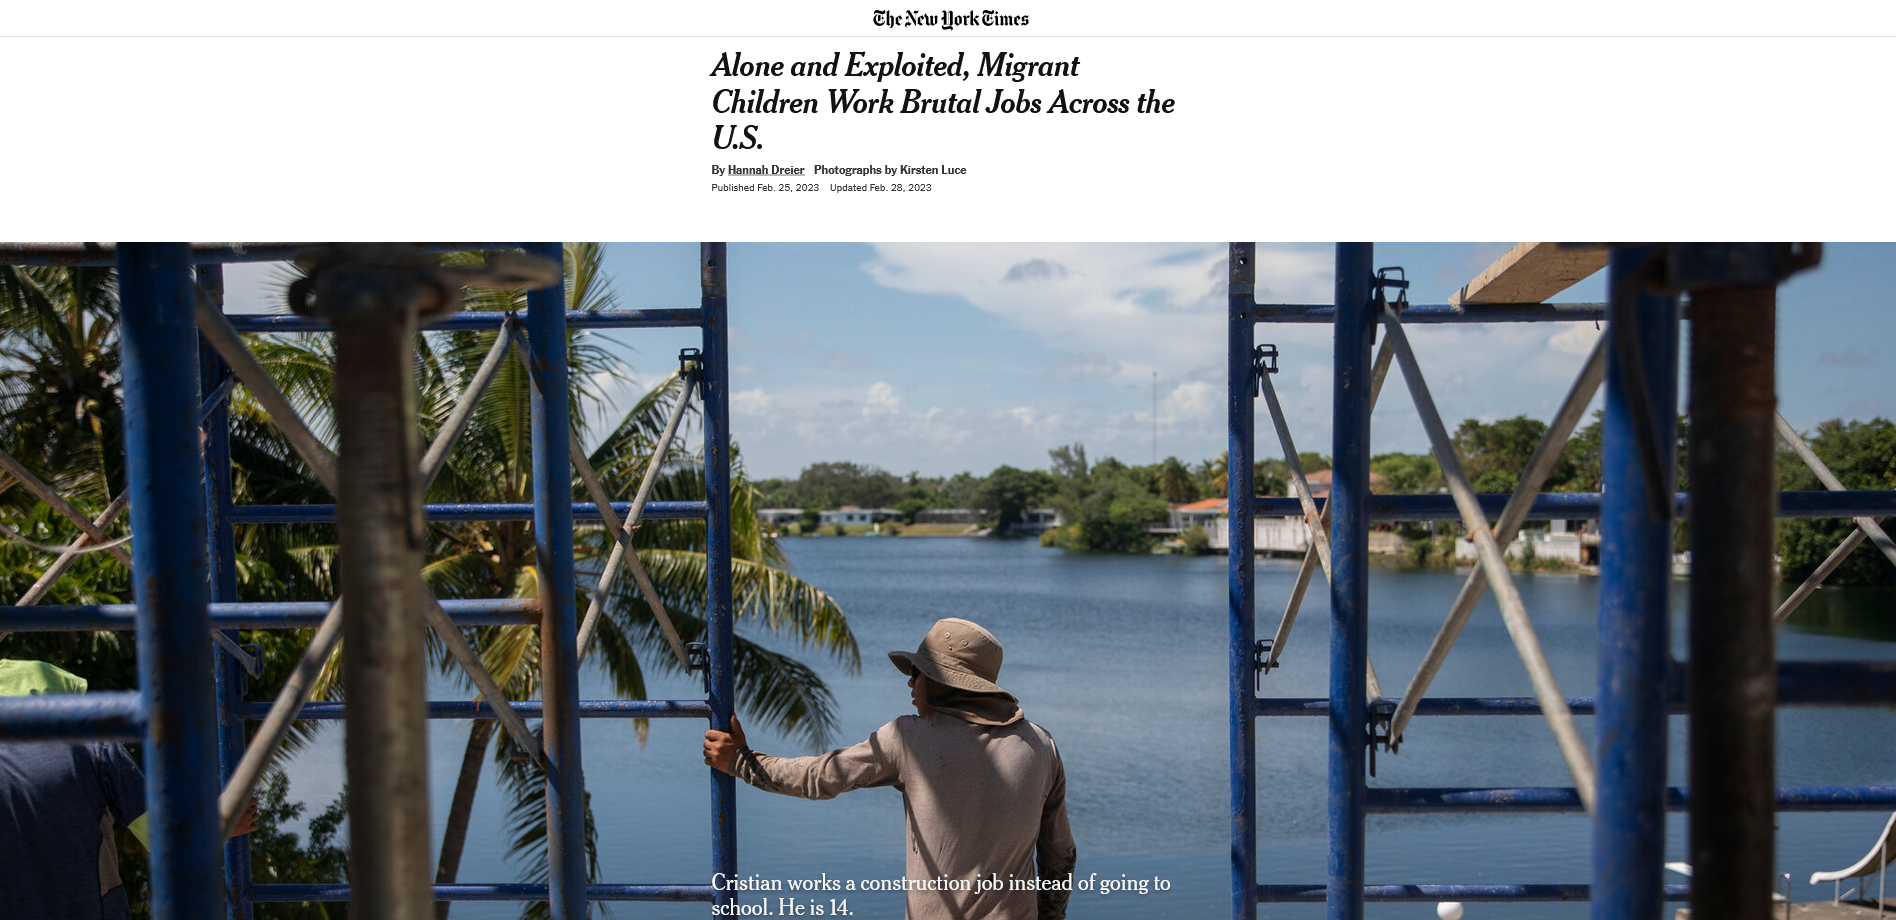 The New York Times
Alone and Exploited, Migrant
Children Work Brutal Jobs Across the
U.S.
By Hannah Dreier Photographs by Kirsten Luce
Published Feb. 25, 2023 Updated Feb. 28, 2023
Cristian works a construction job instead of going to
school. He is 14.